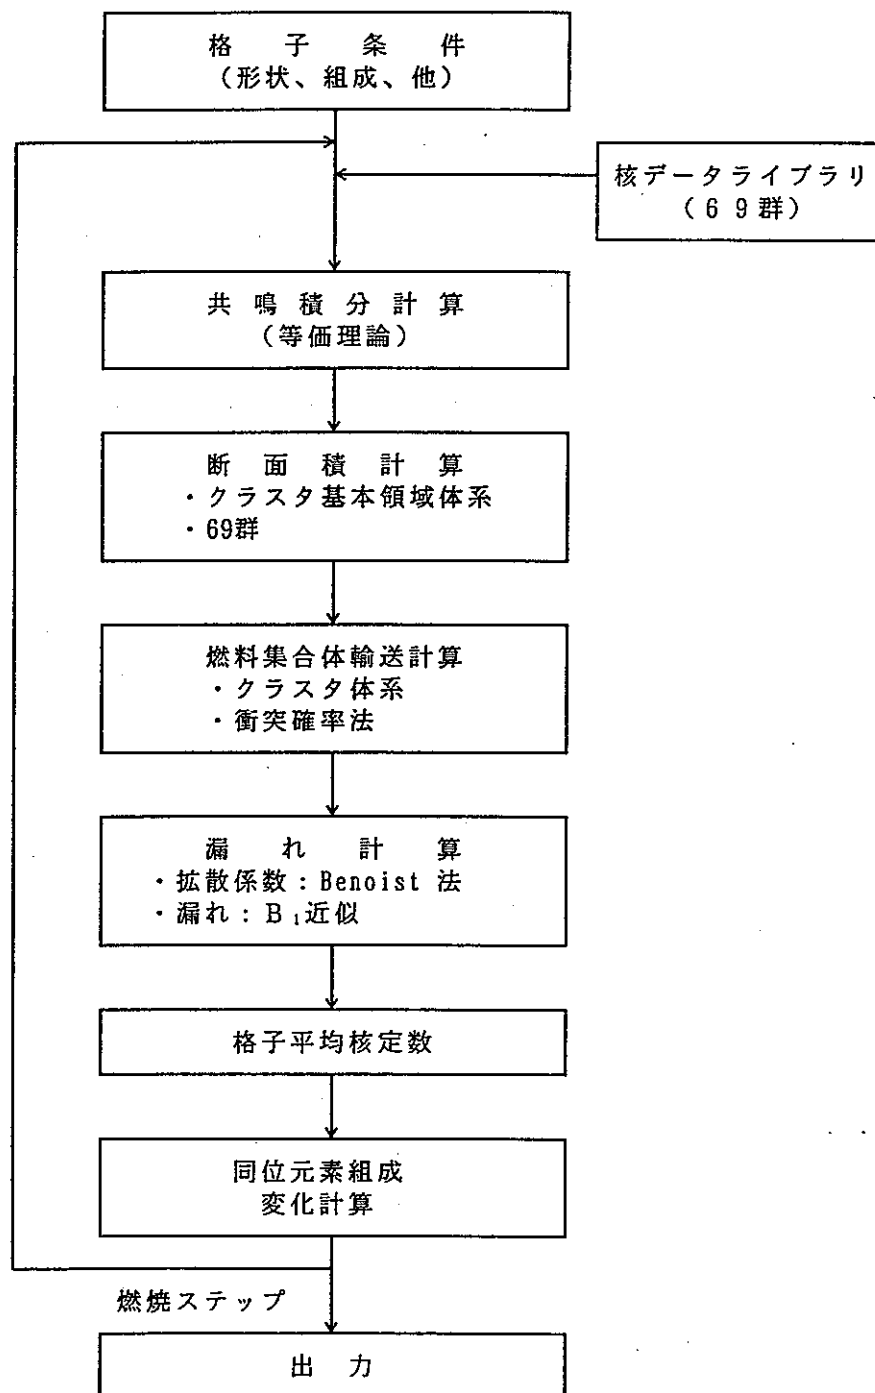 格子条件
（形状、組成、他）
核データライブラリ
（６９群）
共鳴積分計算
（等価理論）
断面積計算
・クラスタ基本領域体系
・69群
燃料集合体輸送計算
・クラスタ体系
・衝突確率法
漏れ計算
・拡散係数：Benoist 法
・漏れ：B₁近似
格子平均核定数
同位元素組成
変化計算
燃焼ステップ
出力